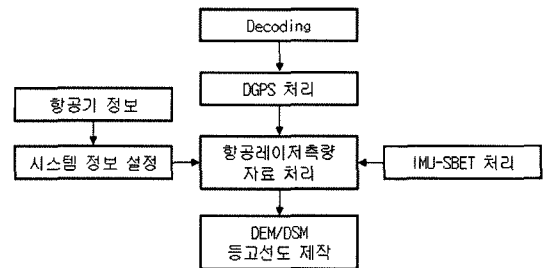 Decoding
DGPS 처리
항공기 정보
시스템 정보 설정
항공레이저측량
자료 처리
IMU-SBET 처리
DEM/DSM
등고선도 제작